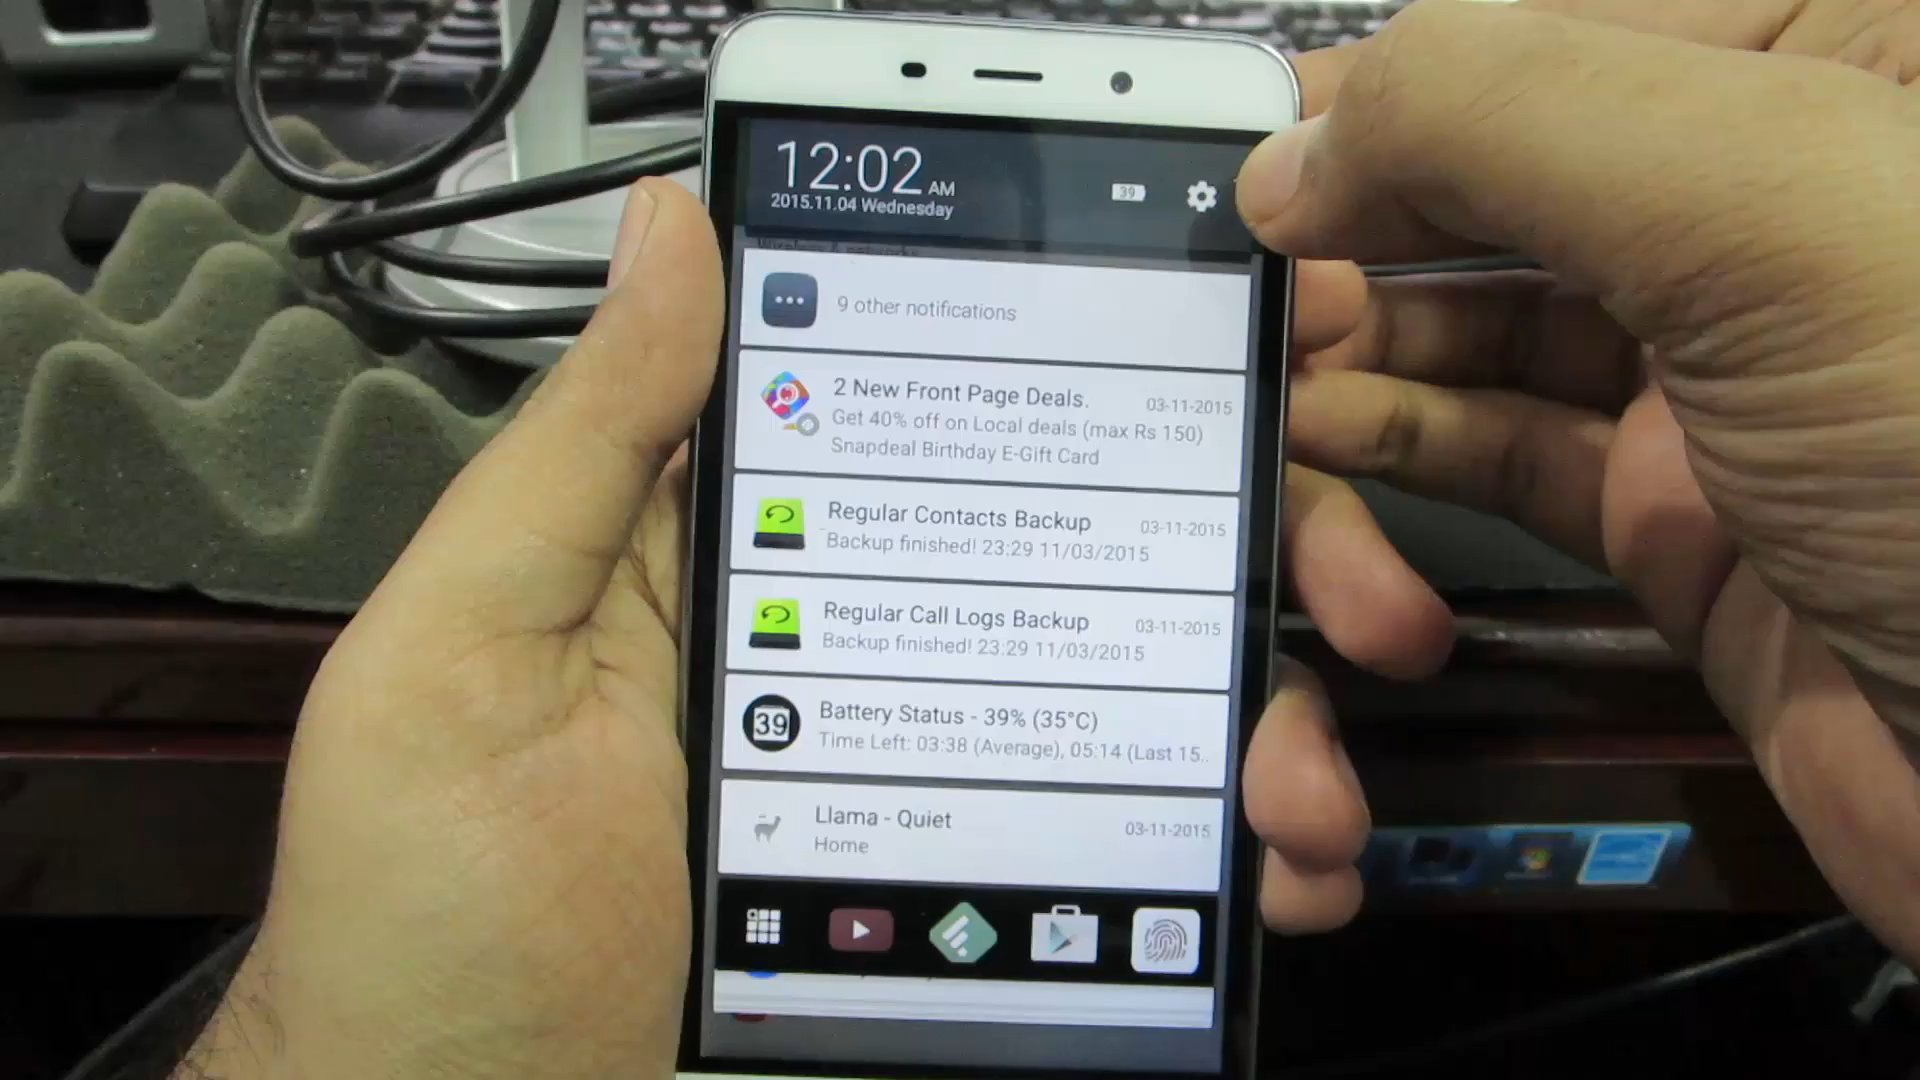 12:02 AM
2015.11.04 Wednesday
39
Wireless & networks
9 other notifications
2 New Front Page Deals. 03-11-2015
Get 40% off on Local deals (max Rs 150)
Snapdeal Birthday E-Gift Card
Regular Contacts Backup 03-11-2015
Backup finished! 23:29 11/03/2015
Regular Call Logs Backup 03-11-2015
Backup finished! 23:29 11/03/2015
39
Battery Status - 39% (35°C)
Time Left: 03:38 (Average), 05:14 (Last 15..
Llama - Quiet 03-11-2015
Home